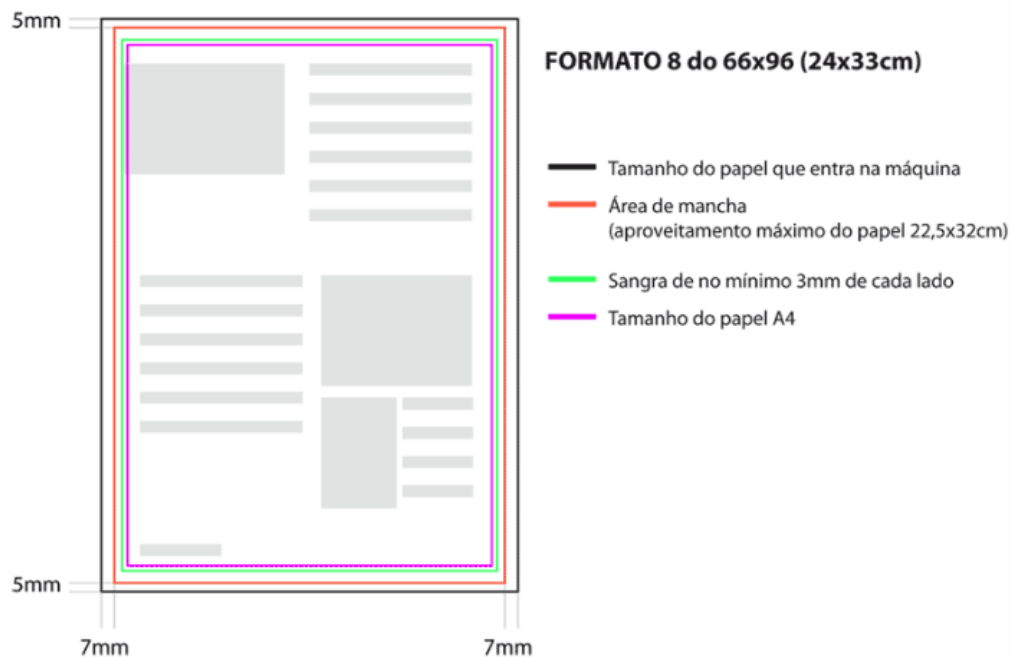 5mm
FORMATO 8 do 66x96 (24x33cm)
Tamanho do papel que entra na máquina
Área de mancha
(aproveitamento máximo do papel 22,5x32cm)
Sangra de no mínimo 3mm de cada lado
Tamanho do papel A4
5mm
7mm 7mm